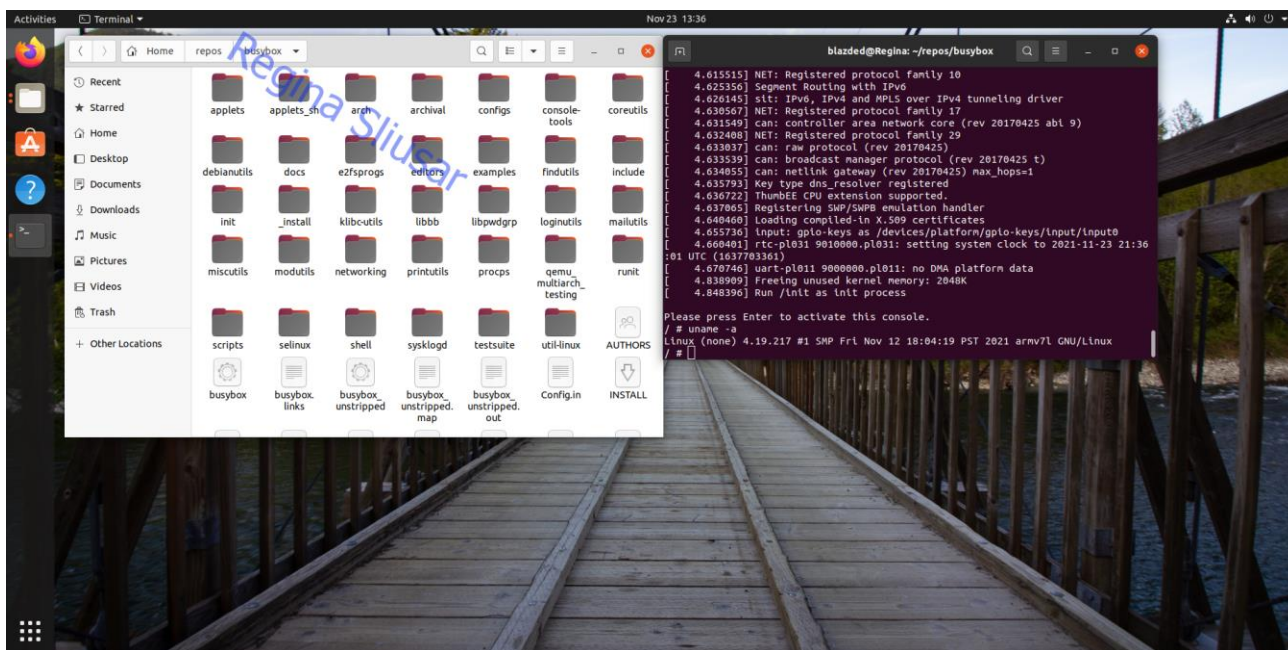 Activities
Terminal
Nov 23 13:36
Home
repos
busybox
Regina Sliusar
Recent
Starred
Home
Desktop
Documents
Downloads
Music
Pictures
Videos
Trash
+ Other Locations
applets
applets_sh
arch
archival
configs
console-
tools
coreutils
debianutils
docs
e2fsprogs
editors
examples
findutils
include
init
_install
klibc-utils
libbb
libpwdgrp
loginutils
mailutils
miscutils
modutils
networking
printutils
procps
qemu_
multiarch_
testing
runit
scripts
selinux
shell
sysklogd
testsuite
util-linux
AUTHORS
busybox
busybox.
links
busybox_
unstripped
busybox_
unstripped.
map
busybox_
unstripped.
out
Config.in
INSTALL
blazded@Regina: ~/repos/busybox
[    4.615515] NET: Registered protocol family 10
[    4.625356] Segment Routing with IPv6
[    4.626145] sit: IPv6, IPv4 and MPLS over IPv4 tunneling driver
[    4.630567] NET: Registered protocol family 17
[    4.631549] can: controller area network core (rev 20170425 abi 9)
[    4.632408] NET: Registered protocol family 29
[    4.633037] can: raw protocol (rev 20170425)
[    4.633539] can: broadcast manager protocol (rev 20170425 t)
[    4.634055] can: netlink gateway (rev 20170425) max_hops=1
[    4.635793] Key type dns_resolver registered
[    4.636722] ThumbEE CPU extension supported.
[    4.637065] Registering SWP/SWPB emulation handler
[    4.640460] Loading compiled-in X.509 certificates
[    4.655736] input: gpio-keys as /devices/platform/gpio-keys/input/input0
[    4.660401] rtc-pl031 9010000.pl031: setting system clock to 2021-11-23 21:36
:01 UTC (1637703361)
[    4.670746] uart-pl011 9000000.pl011: no DMA platform data
[    4.838909] Freeing unused kernel memory: 2048K
[    4.848396] Run /init as init process
Please press Enter to activate this console.
/ # uname -a
Linux (none) 4.19.217 #1 SMP Fri Nov 12 18:04:19 PST 2021 armv7l GNU/Linux
/ #